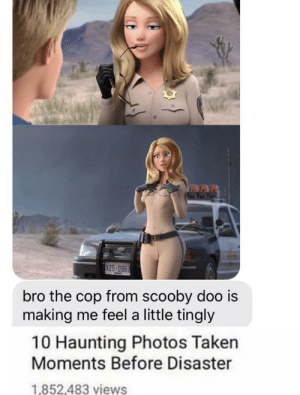 bro the cop from scooby doo is
making me feel a little tingly
10 Haunting Photos Taken
Moments Before Disaster
1,852,483 views